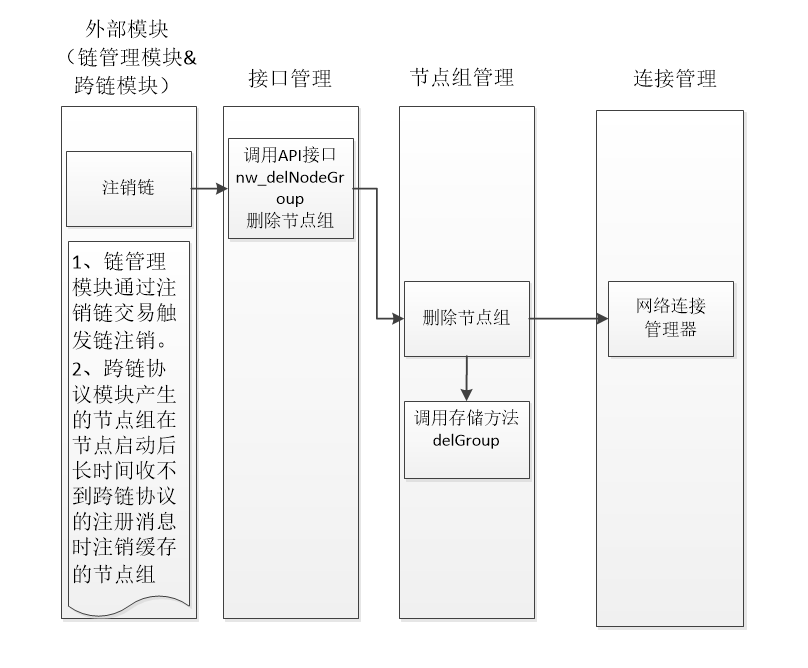 外部模块
（链管理模块&
跨链模块）
接口管理
节点组管理
连接管理
注销链
调用API接口
nw_delNodeGr
oup
删除节点组
1、链管理
模块通过注
销链交易触
发链注销。
2、跨链协
议模块产生
的节点组在
节点启动后
长时间收不
到跨链协议
的注册消息
时注销缓存
的节点组
删除节点组
调用存储方法
delGroup
网络连接
管理器